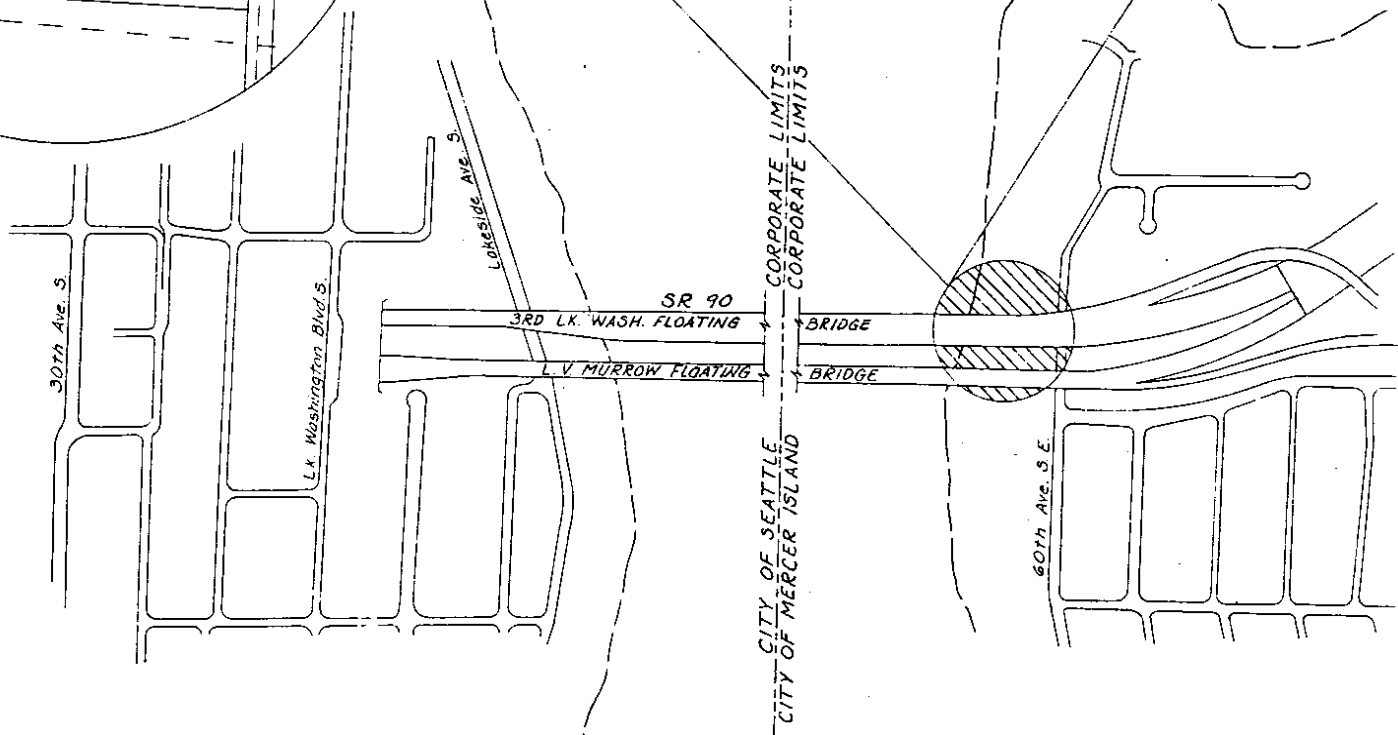 30th Ave. S.
Lk. Washington Blvd. S.
Lakeside Ave. S.
SR 90
3RD LK. WASH. FLOATING BRIDGE
L.V. MURROW FLOATING BRIDGE
CORPORATE LIMITS
CORPORATE LIMITS
CITY OF SEATTLE
CITY OF MERCER ISLAND
60th Ave. S.E.